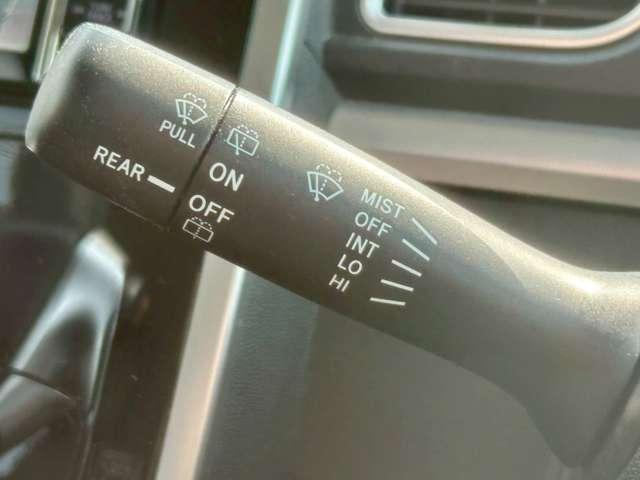 PULL
REAR
ON
OFF
MIST
OFF
INT
LO
HI